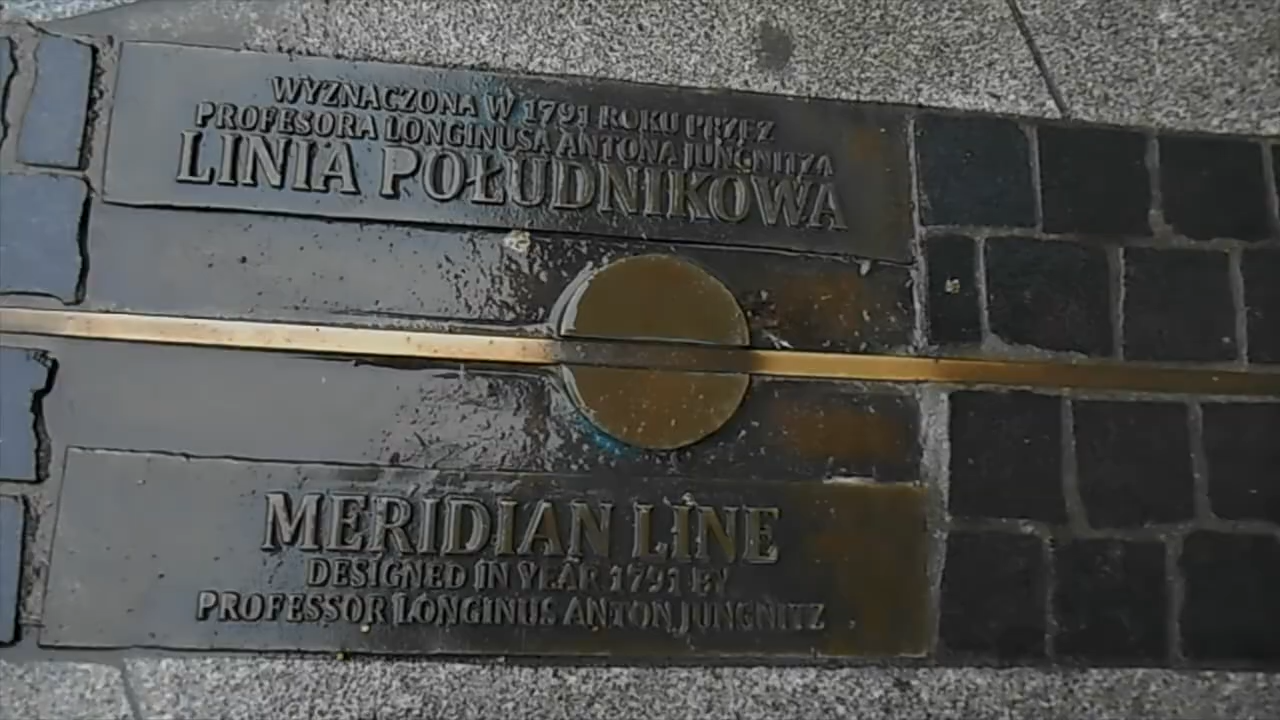 WYZNACZONA W 1791 ROKU PRZEZ
PROFESORA LONGINUSA ANTONA JUNGNITZA
LINIA POŁUDNIKOWA
MERIDIAN LINE
DESIGNED IN YEAR 1791 BY
PROFESSOR LONGINUS ANTON JUNGNITZ